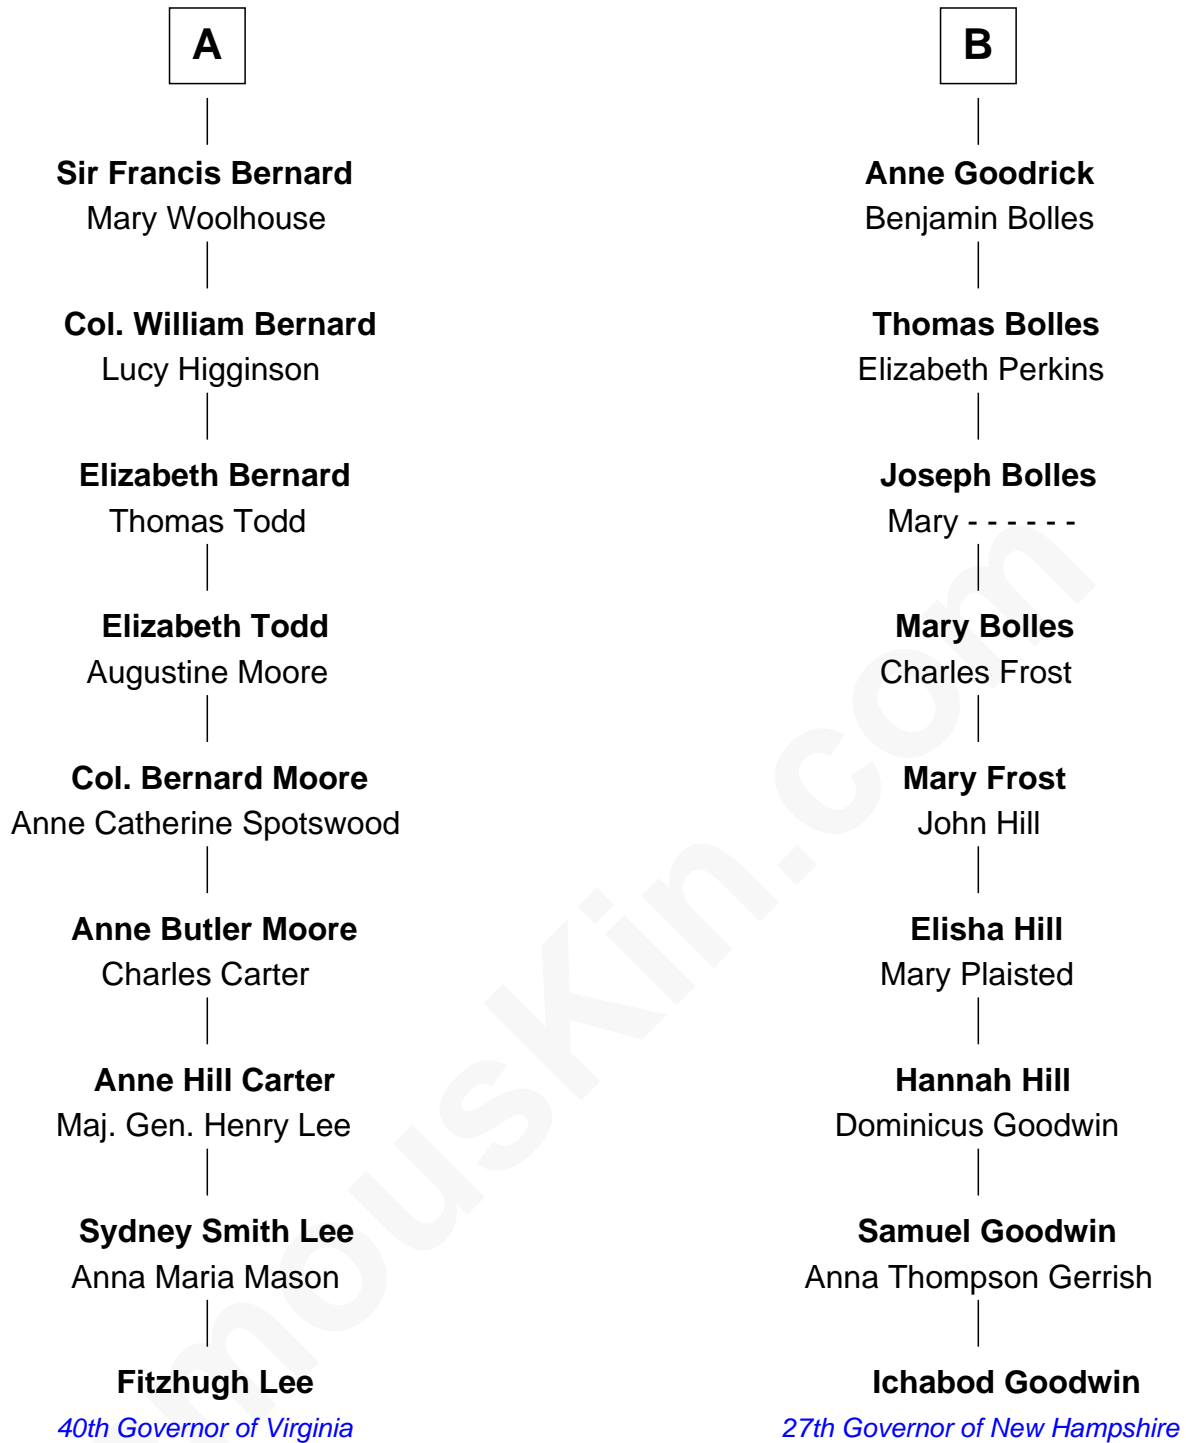 A
Sir Francis Bernard
Mary Woolhouse
Col. William Bernard
Lucy Higginson
Elizabeth Bernard
Thomas Todd
Elizabeth Todd
Augustine Moore
Col. Bernard Moore
Anne Catherine Spotswood
Anne Butler Moore
Charles Carter
Anne Hill Carter
Maj. Gen. Henry Lee
Sydney Smith Lee
Anna Maria Mason
Fitzhugh Lee
40th Governor of Virginia
B
Anne Goodrick
Benjamin Bolles
Thomas Bolles
Elizabeth Perkins
Joseph Bolles
Mary - - - - - -
Mary Bolles
Charles Frost
Mary Frost
John Hill
Elisha Hill
Mary Plaisted
Hannah Hill
Dominicus Goodwin
Samuel Goodwin
Anna Thompson Gerrish
Ichabod Goodwin
27th Governor of New Hampshire
mousKin.com